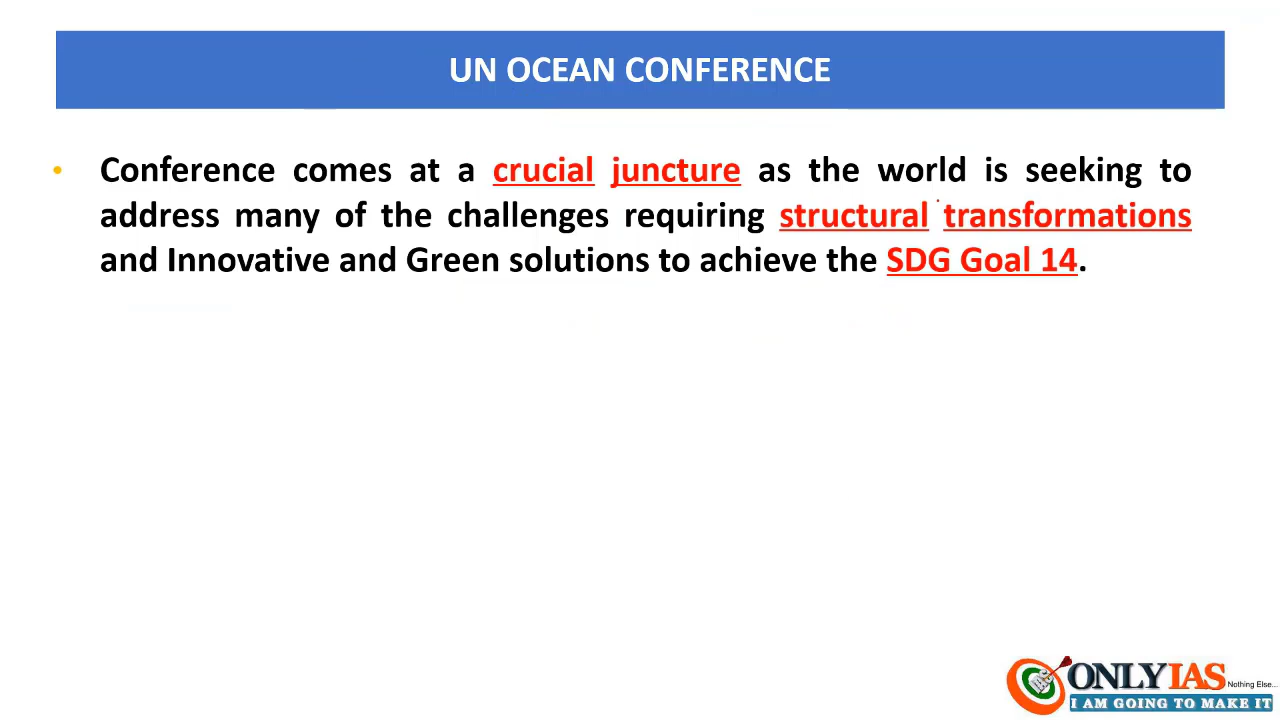 UN OCEAN CONFERENCE
• Conference comes at a crucial juncture as the world is seeking to
address many of the challenges requiring structural transformations
and Innovative and Green solutions to achieve the SDG Goal 14.
ONLYIAS
Nothing Else...
I AM GOING TO MAKE IT